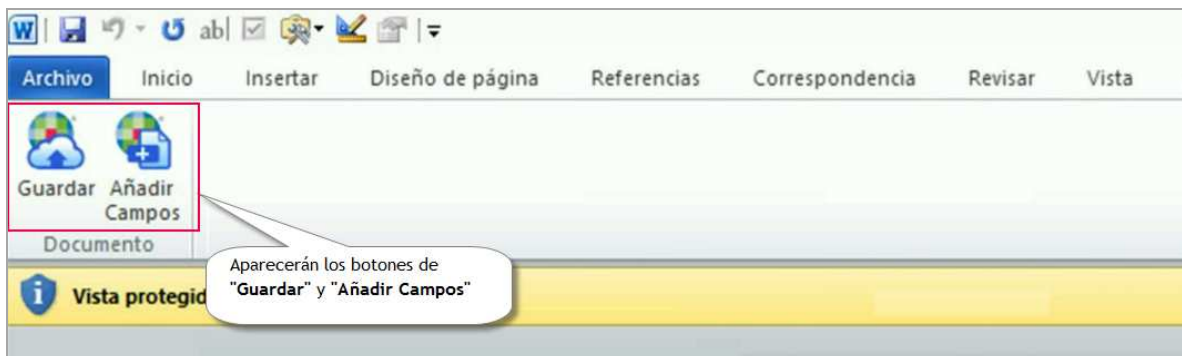 W ab|
Archivo Inicio Insertar Diseño de página Referencias Correspondencia Revisar Vista
Guardar Añadir
Campos
Documento
Aparecerán los botones de
"Guardar" y "Añadir Campos"
Vista protegid